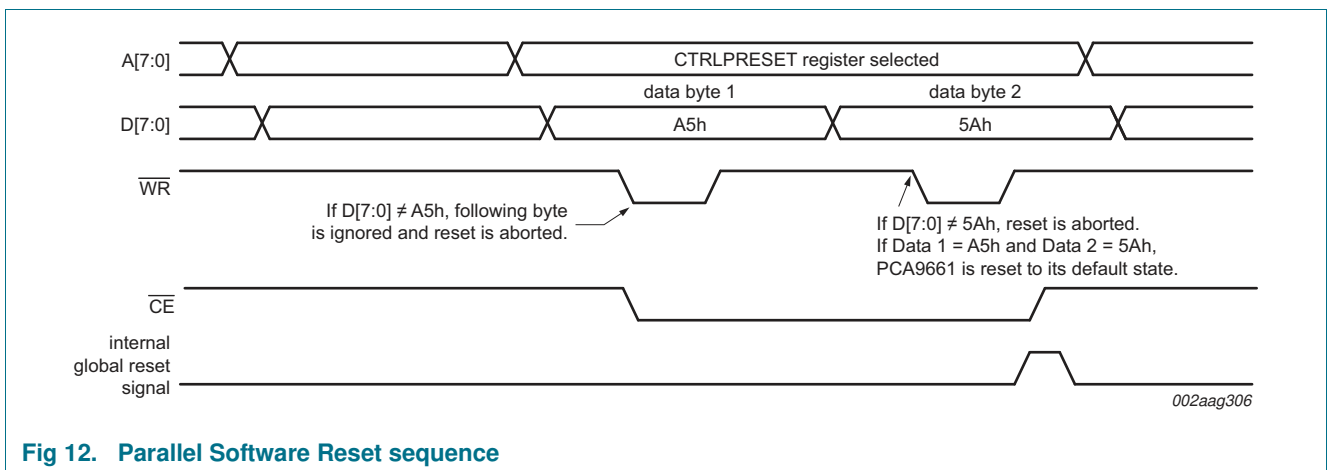 A[7:0]
CTRLPRESET register selected
data byte 1
data byte 2
D[7:0]
A5h
5Ah
WR
If D[7:0] ≠ A5h, following byte
is ignored and reset is aborted.
If D[7:0] ≠ 5Ah, reset is aborted.
If Data 1 = A5h and Data 2 = 5Ah,
PCA9661 is reset to its default state.
CE
internal
global reset
signal
002aag306
Fig 12. Parallel Software Reset sequence